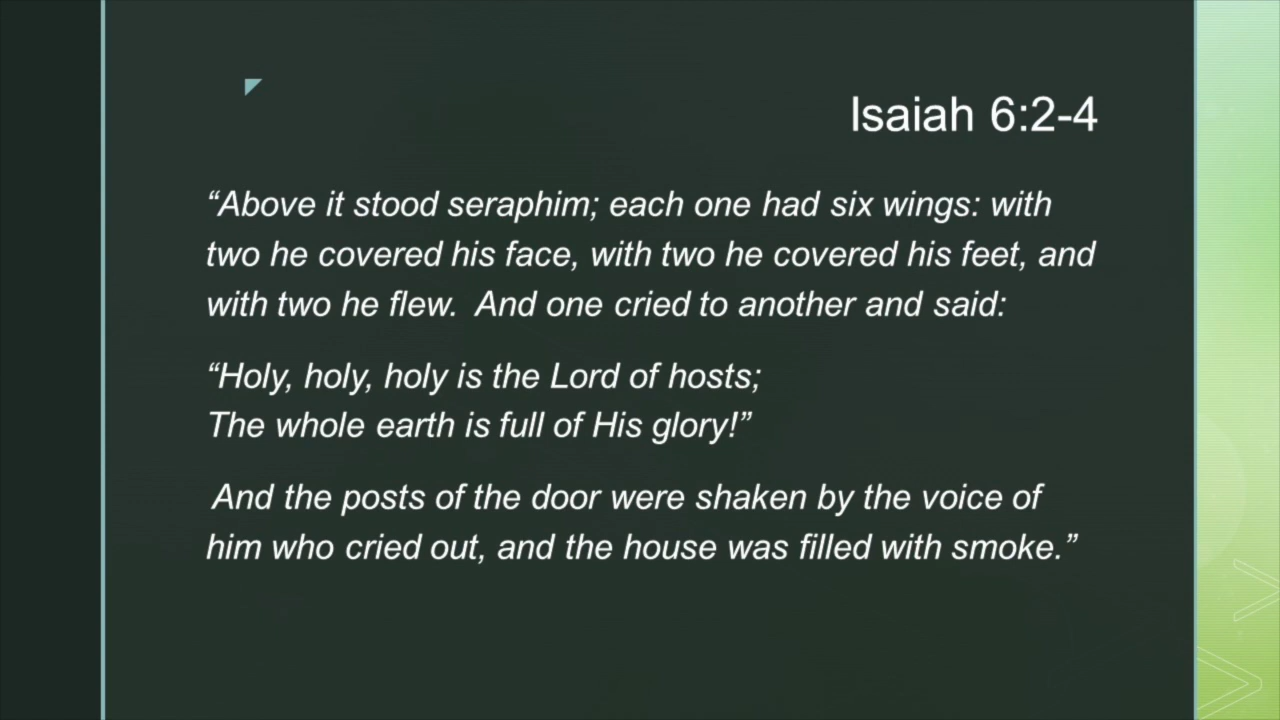 Isaiah 6:2-4
“Above it stood seraphim; each one had six wings: with
two he covered his face, with two he covered his feet, and
with two he flew.  And one cried to another and said:
“Holy, holy, holy is the Lord of hosts;
The whole earth is full of His glory!”
And the posts of the door were shaken by the voice of
him who cried out, and the house was filled with smoke.”